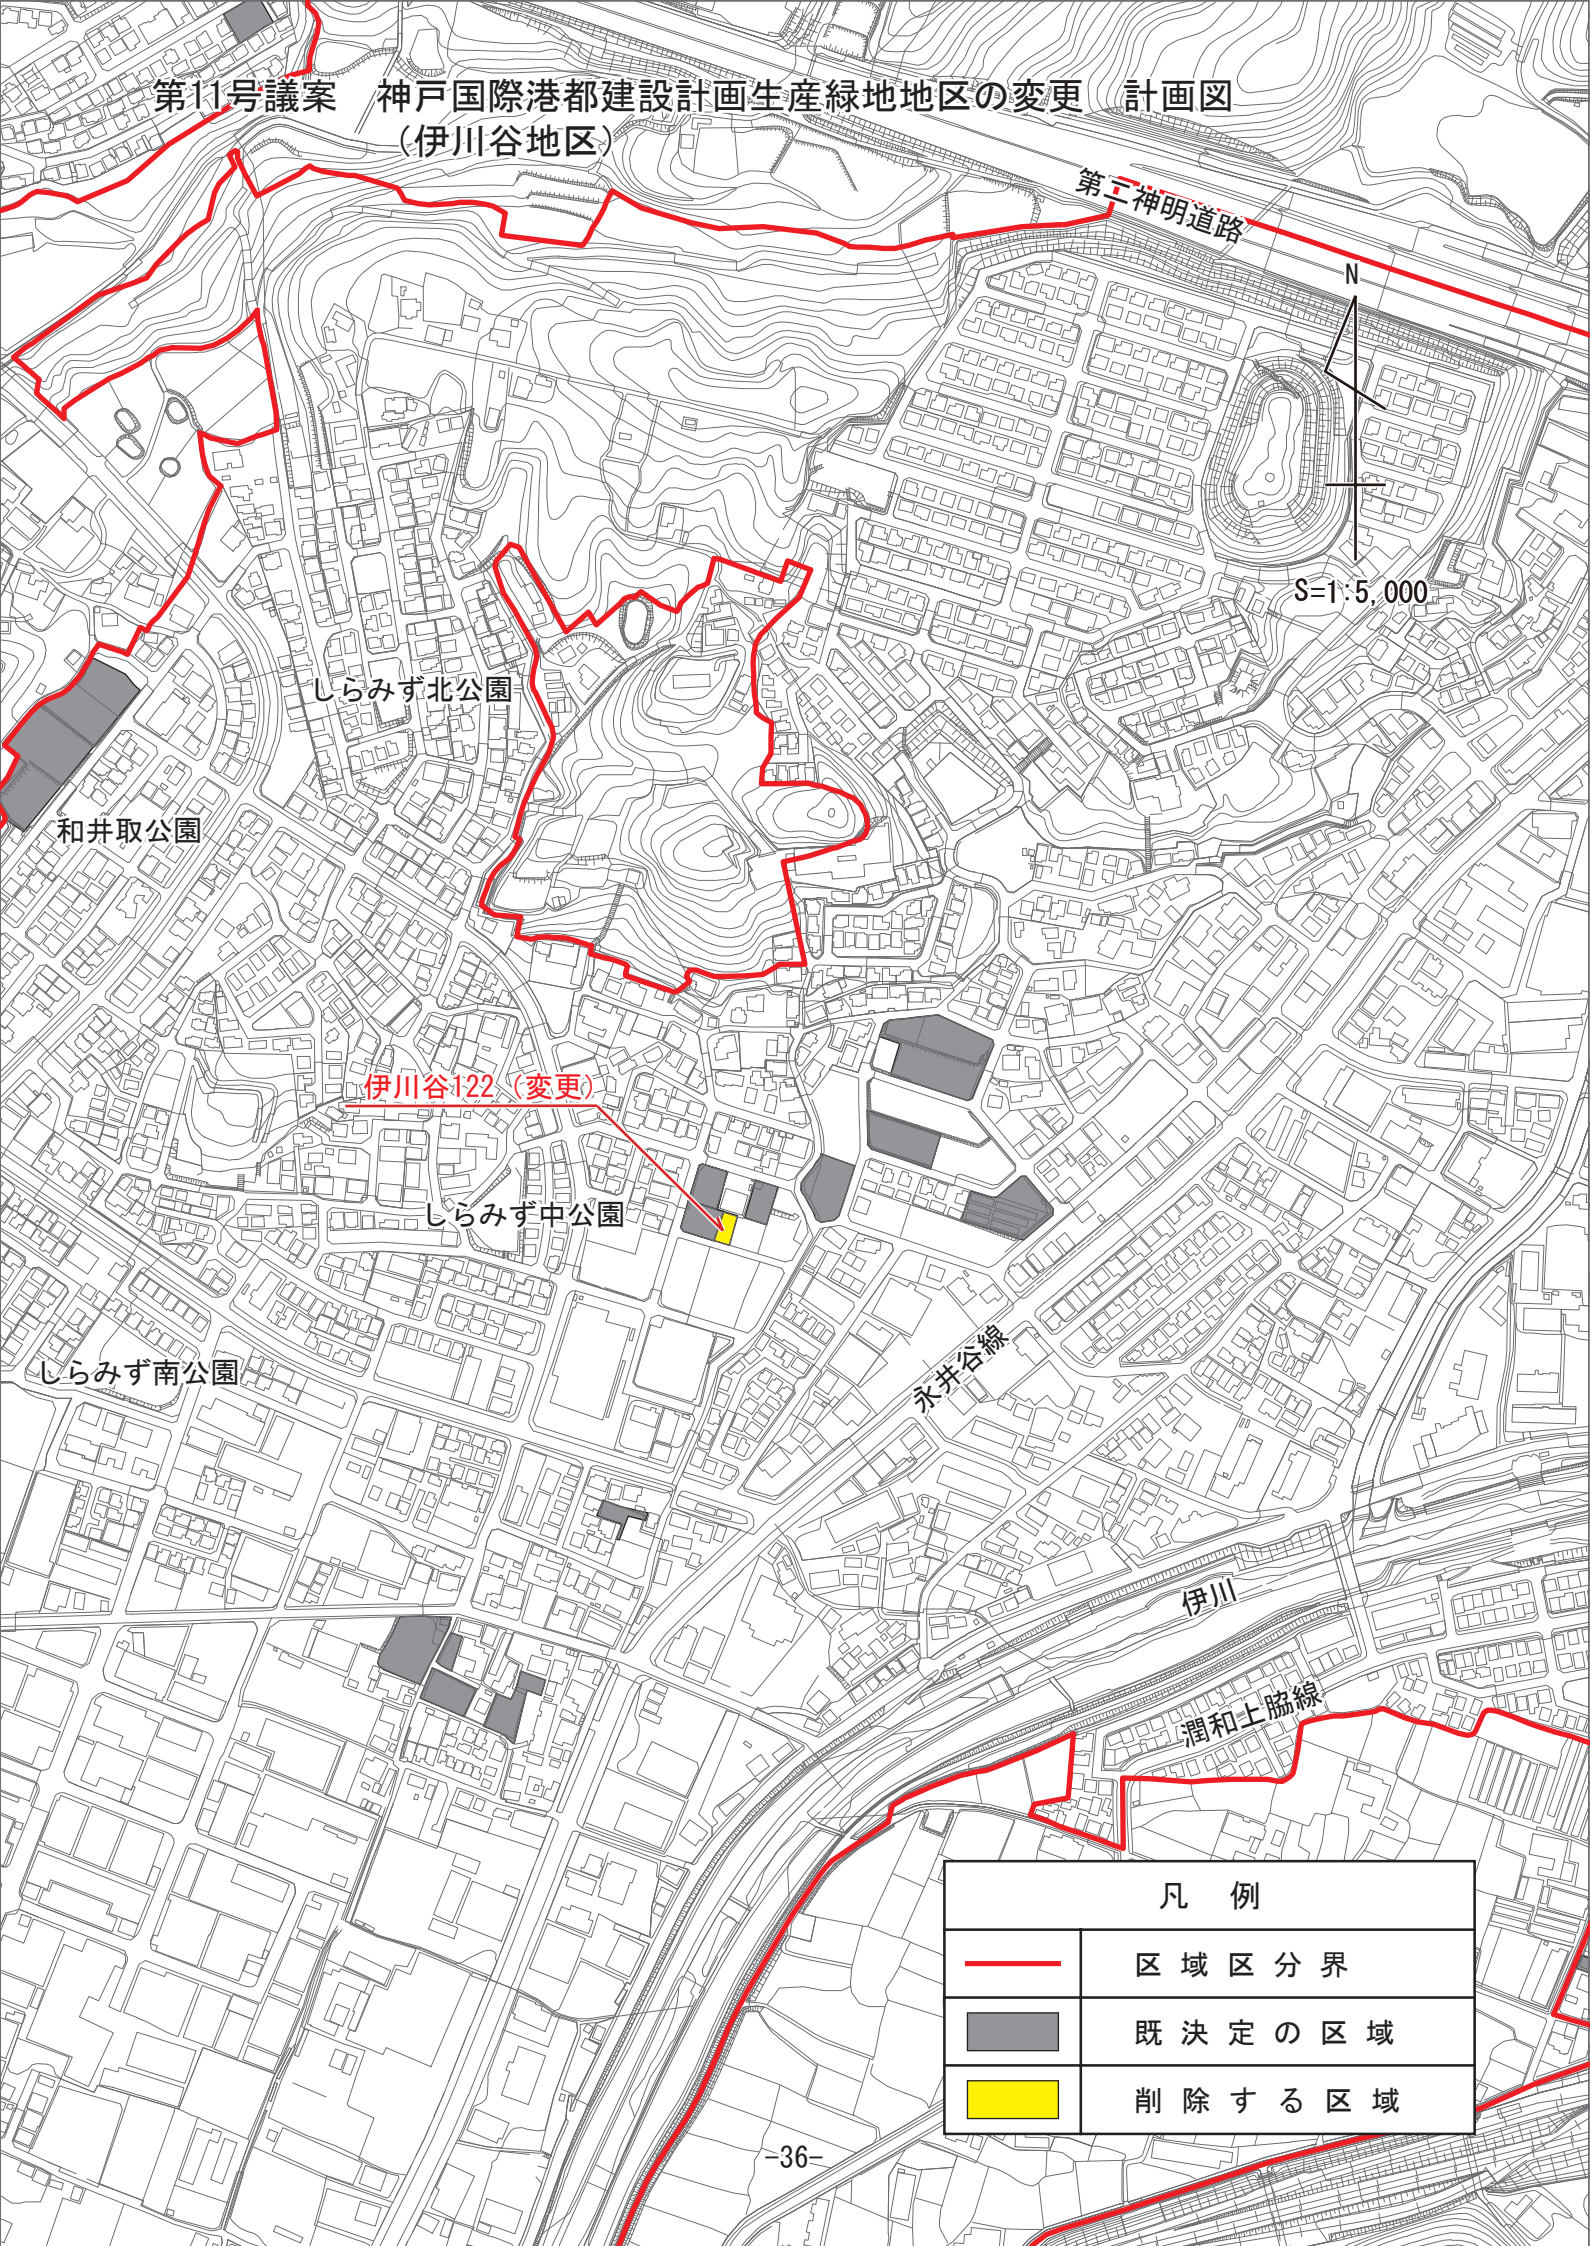 第11号議案　神戸国際港都建設計画生産緑地地区の変更　計画図
（伊川谷地区）
第二神明道路
N
S=1:5,000
しらみず北公園
和井取公園
伊川谷122（変更）
しらみず中公園
永井谷線
しらみず南公園
伊川
潤和上脇線
凡　例
区域区分界
既決定の区域
削除する区域
-36-